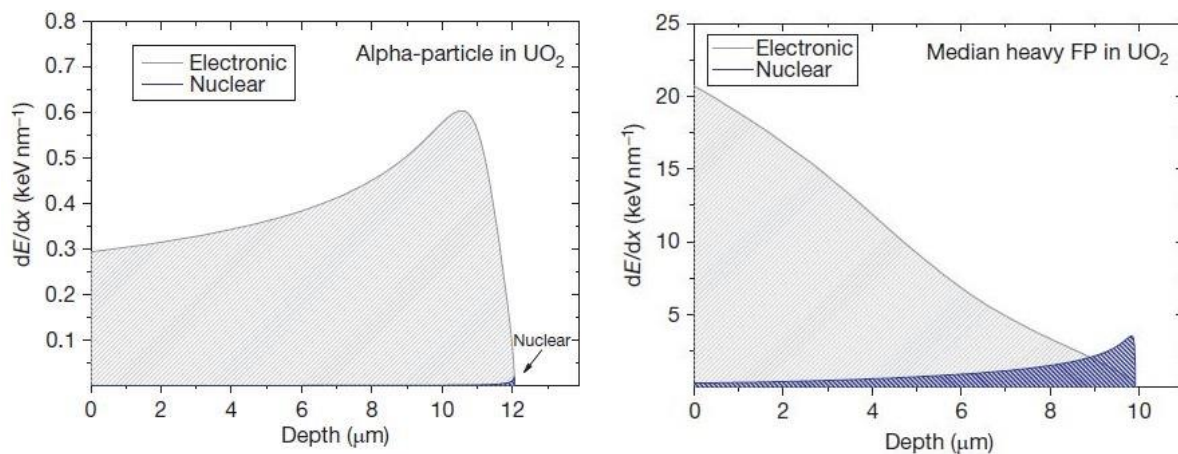 0.8
0.7
0.6
0.5
0.4
0.3
0.2
0.1
dE/dx (keV nm⁻¹)
Electronic
Nuclear
Alpha-particle in UO₂
Nuclear
0 2 4 6 8 10 12
Depth (μm)
25
20
15
10
5
dE/dx (keV nm⁻¹)
Electronic
Nuclear
Median heavy FP in UO₂
0 2 4 6 8 10
Depth (μm)